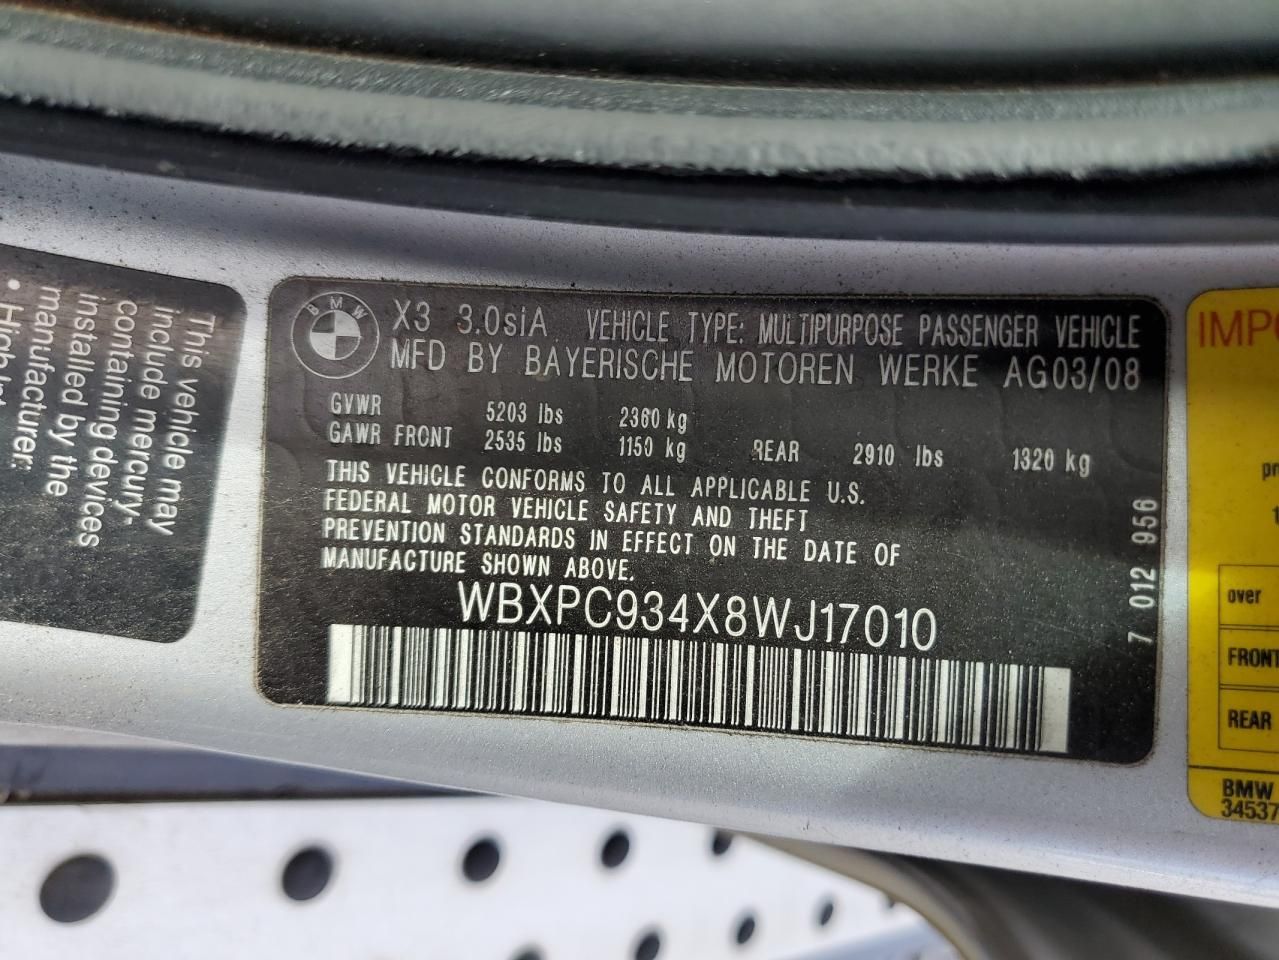 This vehicle may
include mercury-
containing devices
installed by the
manufacturer:
BMW
X3 3.0siA VEHICLE TYPE: MULTIPURPOSE PASSENGER VEHICLE
MFD BY BAYERISCHE MOTOREN WERKE AG03/08
GVWR 5203 lbs 2360 kg
GAWR FRONT 2535 lbs 1150 kg REAR 2910 lbs 1320 kg
THIS VEHICLE CONFORMS TO ALL APPLICABLE U.S.
FEDERAL MOTOR VEHICLE SAFETY AND THEFT
PREVENTION STANDARDS IN EFFECT ON THE DATE OF
MANUFACTURE SHOWN ABOVE.
WBXPC934X8WJ17010
7 012 956
over
FRONT
REAR
BMW
34537